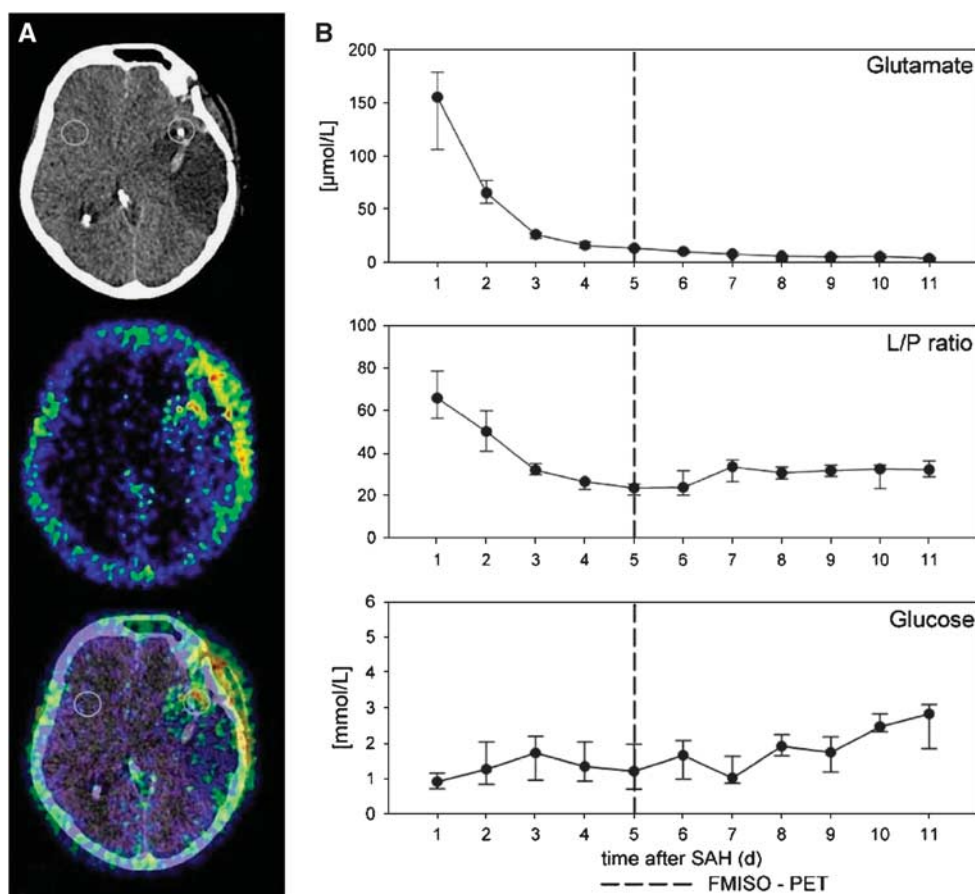 A
B
Glutamate
[µmol/L]
200
150
100
50
0
1 2 3 4 5 6 7 8 9 10 11
L/P ratio
100
80
60
40
20
0
1 2 3 4 5 6 7 8 9 10 11
Glucose
[mmol/L]
6
5
4
3
2
1
0
1 2 3 4 5 6 7 8 9 10 11
time after SAH (d)
FMISO - PET